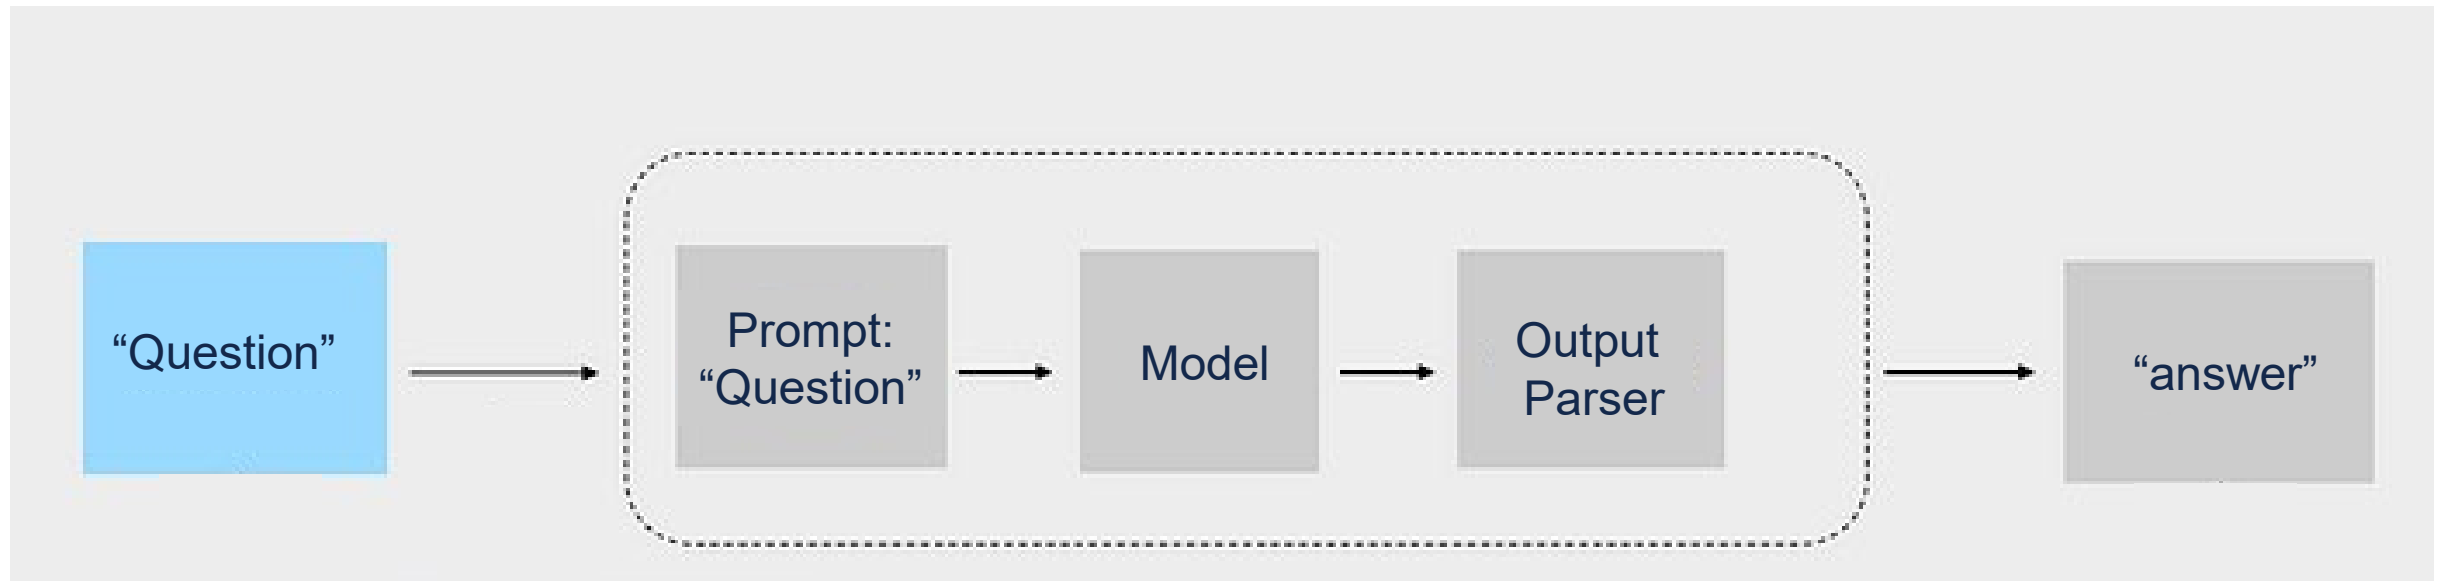 “Question”
Prompt:
“Question”
Model
Output
Parser
“answer”